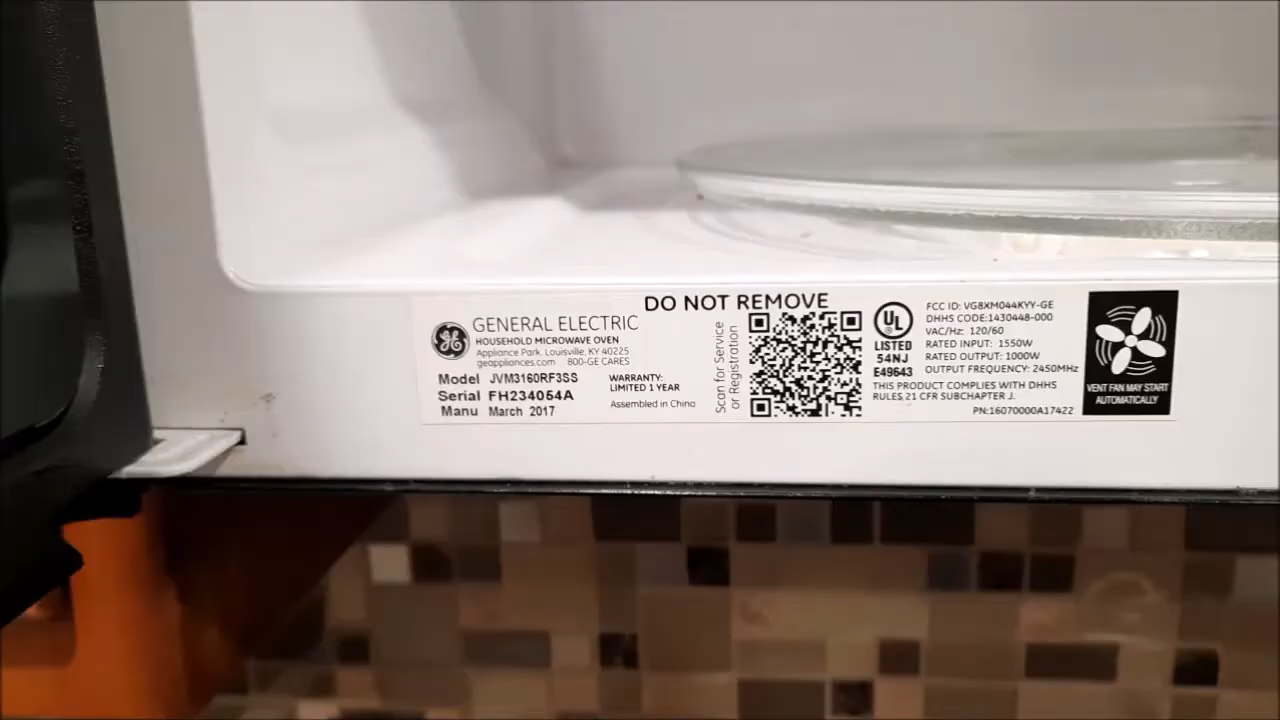 DO NOT REMOVE
GENERAL ELECTRIC
HOUSEHOLD MICROWAVE OVEN
Appliance Park, Louisville, KY 40225
geappliances.com 800-GE CARES
Model JVM3160RF3SS
Serial FH234054A
Manu March 2017
WARRANTY:
LIMITED 1 YEAR
Assembled in China
Scan for Service
or Registration
UL
LISTED
54NJ
E49643
FCC ID: VG8XM044KYY-GE
DHHS CODE:1430448-000
VAC/Hz: 120/60
RATED INPUT: 1550W
RATED OUTPUT: 1000W
OUTPUT FREQUENCY: 2450MHz
THIS PRODUCT COMPLIES WITH DHHS
RULES 21 CFR SUBCHAPTER J.
PN:16070000A17422
VENT FAN MAY START
AUTOMATICALLY